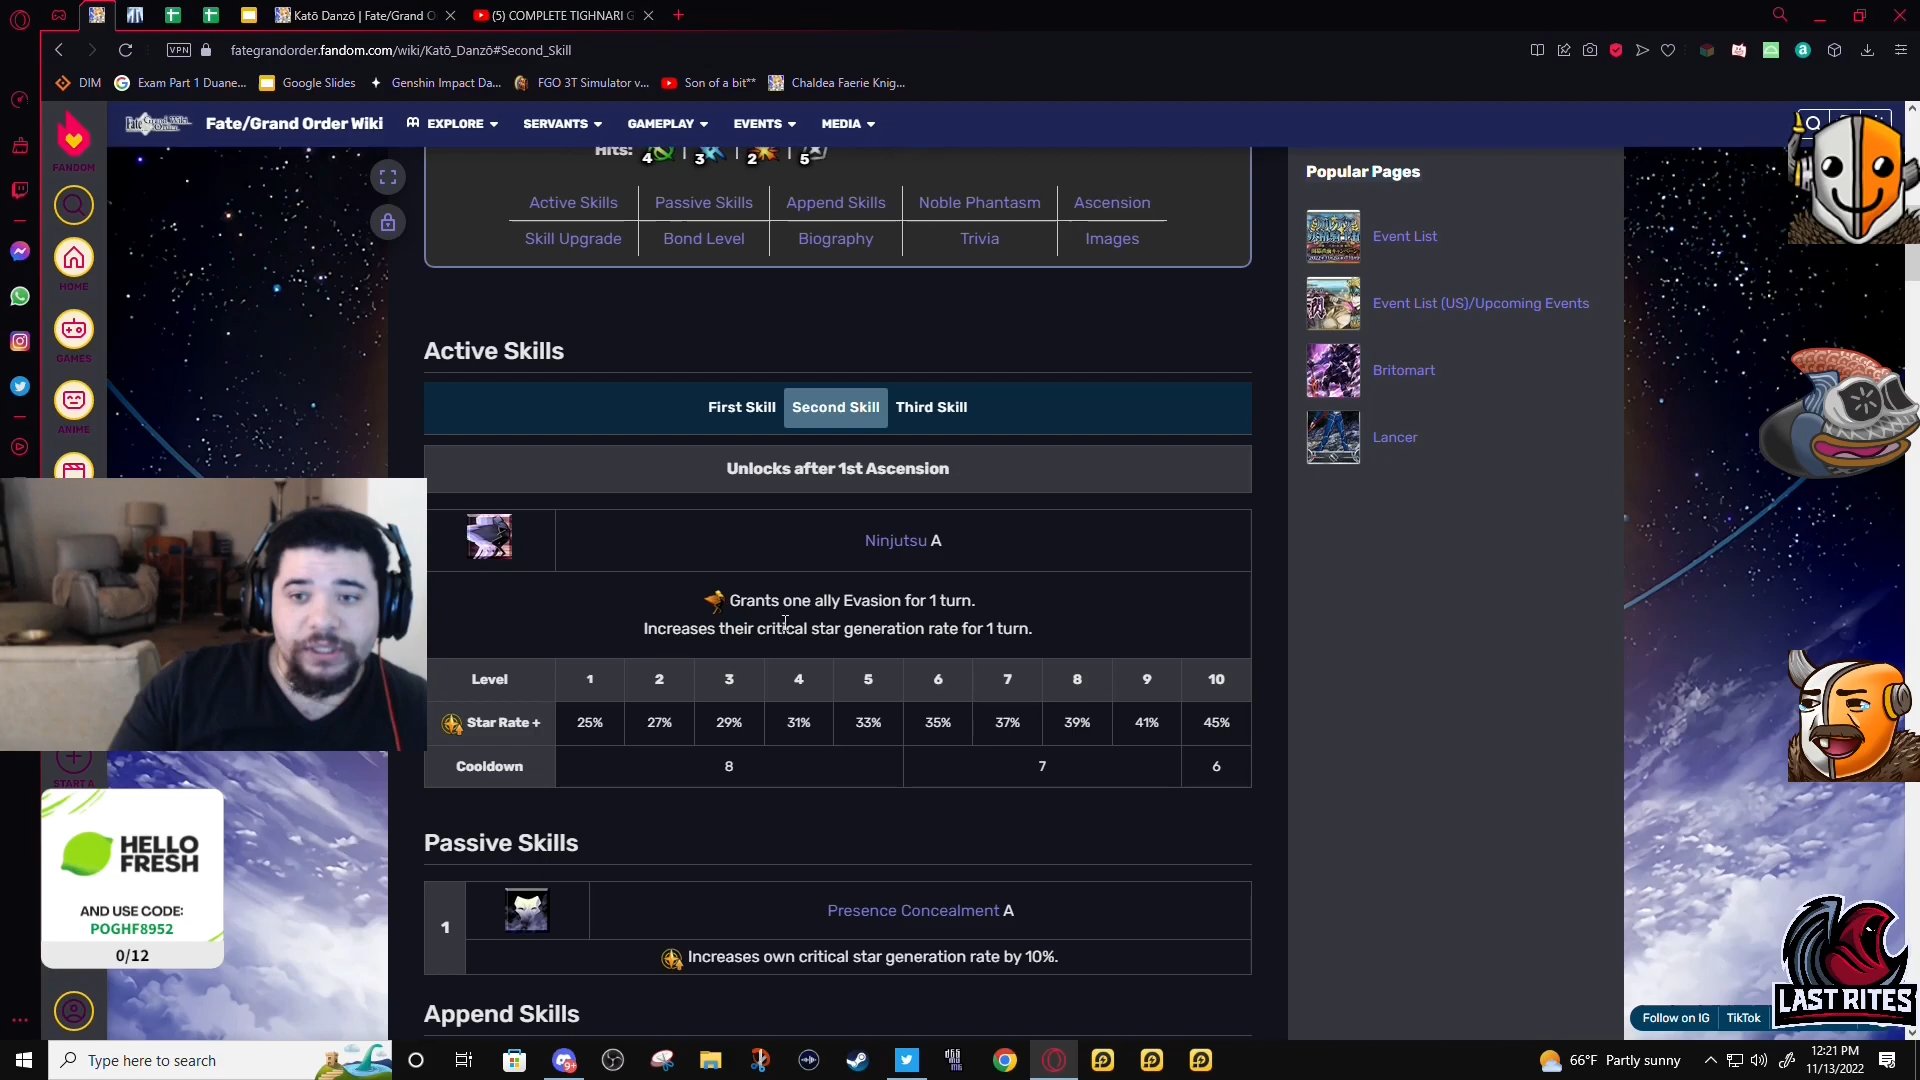 Katō Danzō | Fate/Grand O
(5) COMPLETE TIGHNARI G
VPN
fategrandorder.fandom.com/wiki/Katō_Danzō#Second_Skill
DIM
Exam Part 1 Duane...
Google Slides
Genshin Impact Da...
FGO 3T Simulator v...
Son of a bit**
Chaldea Faerie Knig...
FANDOM
Fate/Grand Order Wiki
EXPLORE
SERVANTS
GAMEPLAY
EVENTS
MEDIA
HOME
GAMES
ANIME
START A
Hits: 4 | 3 | 2 | 5
Active Skills
Passive Skills
Append Skills
Noble Phantasm
Ascension
Skill Upgrade
Bond Level
Biography
Trivia
Images
Active Skills
First Skill
Second Skill
Third Skill
Unlocks after 1st Ascension
Ninjutsu A
Grants one ally Evasion for 1 turn.
Increases their critical star generation rate for 1 turn.
Level 1 2 3 4 5 6 7 8 9 10
Star Rate + 25% 27% 29% 31% 33% 35% 37% 39% 41% 45%
Cooldown 8 7 6
Passive Skills
1
Presence Concealment A
Increases own critical star generation rate by 10%.
Append Skills
Popular Pages
Event List
Event List (US)/Upcoming Events
Britomart
Lancer
HELLO
FRESH
AND USE CODE:
POGHF8952
0/12
LAST RITES
Follow on IG
TikTok
Type here to search
66°F Partly sunny
12:21 PM
11/13/2022